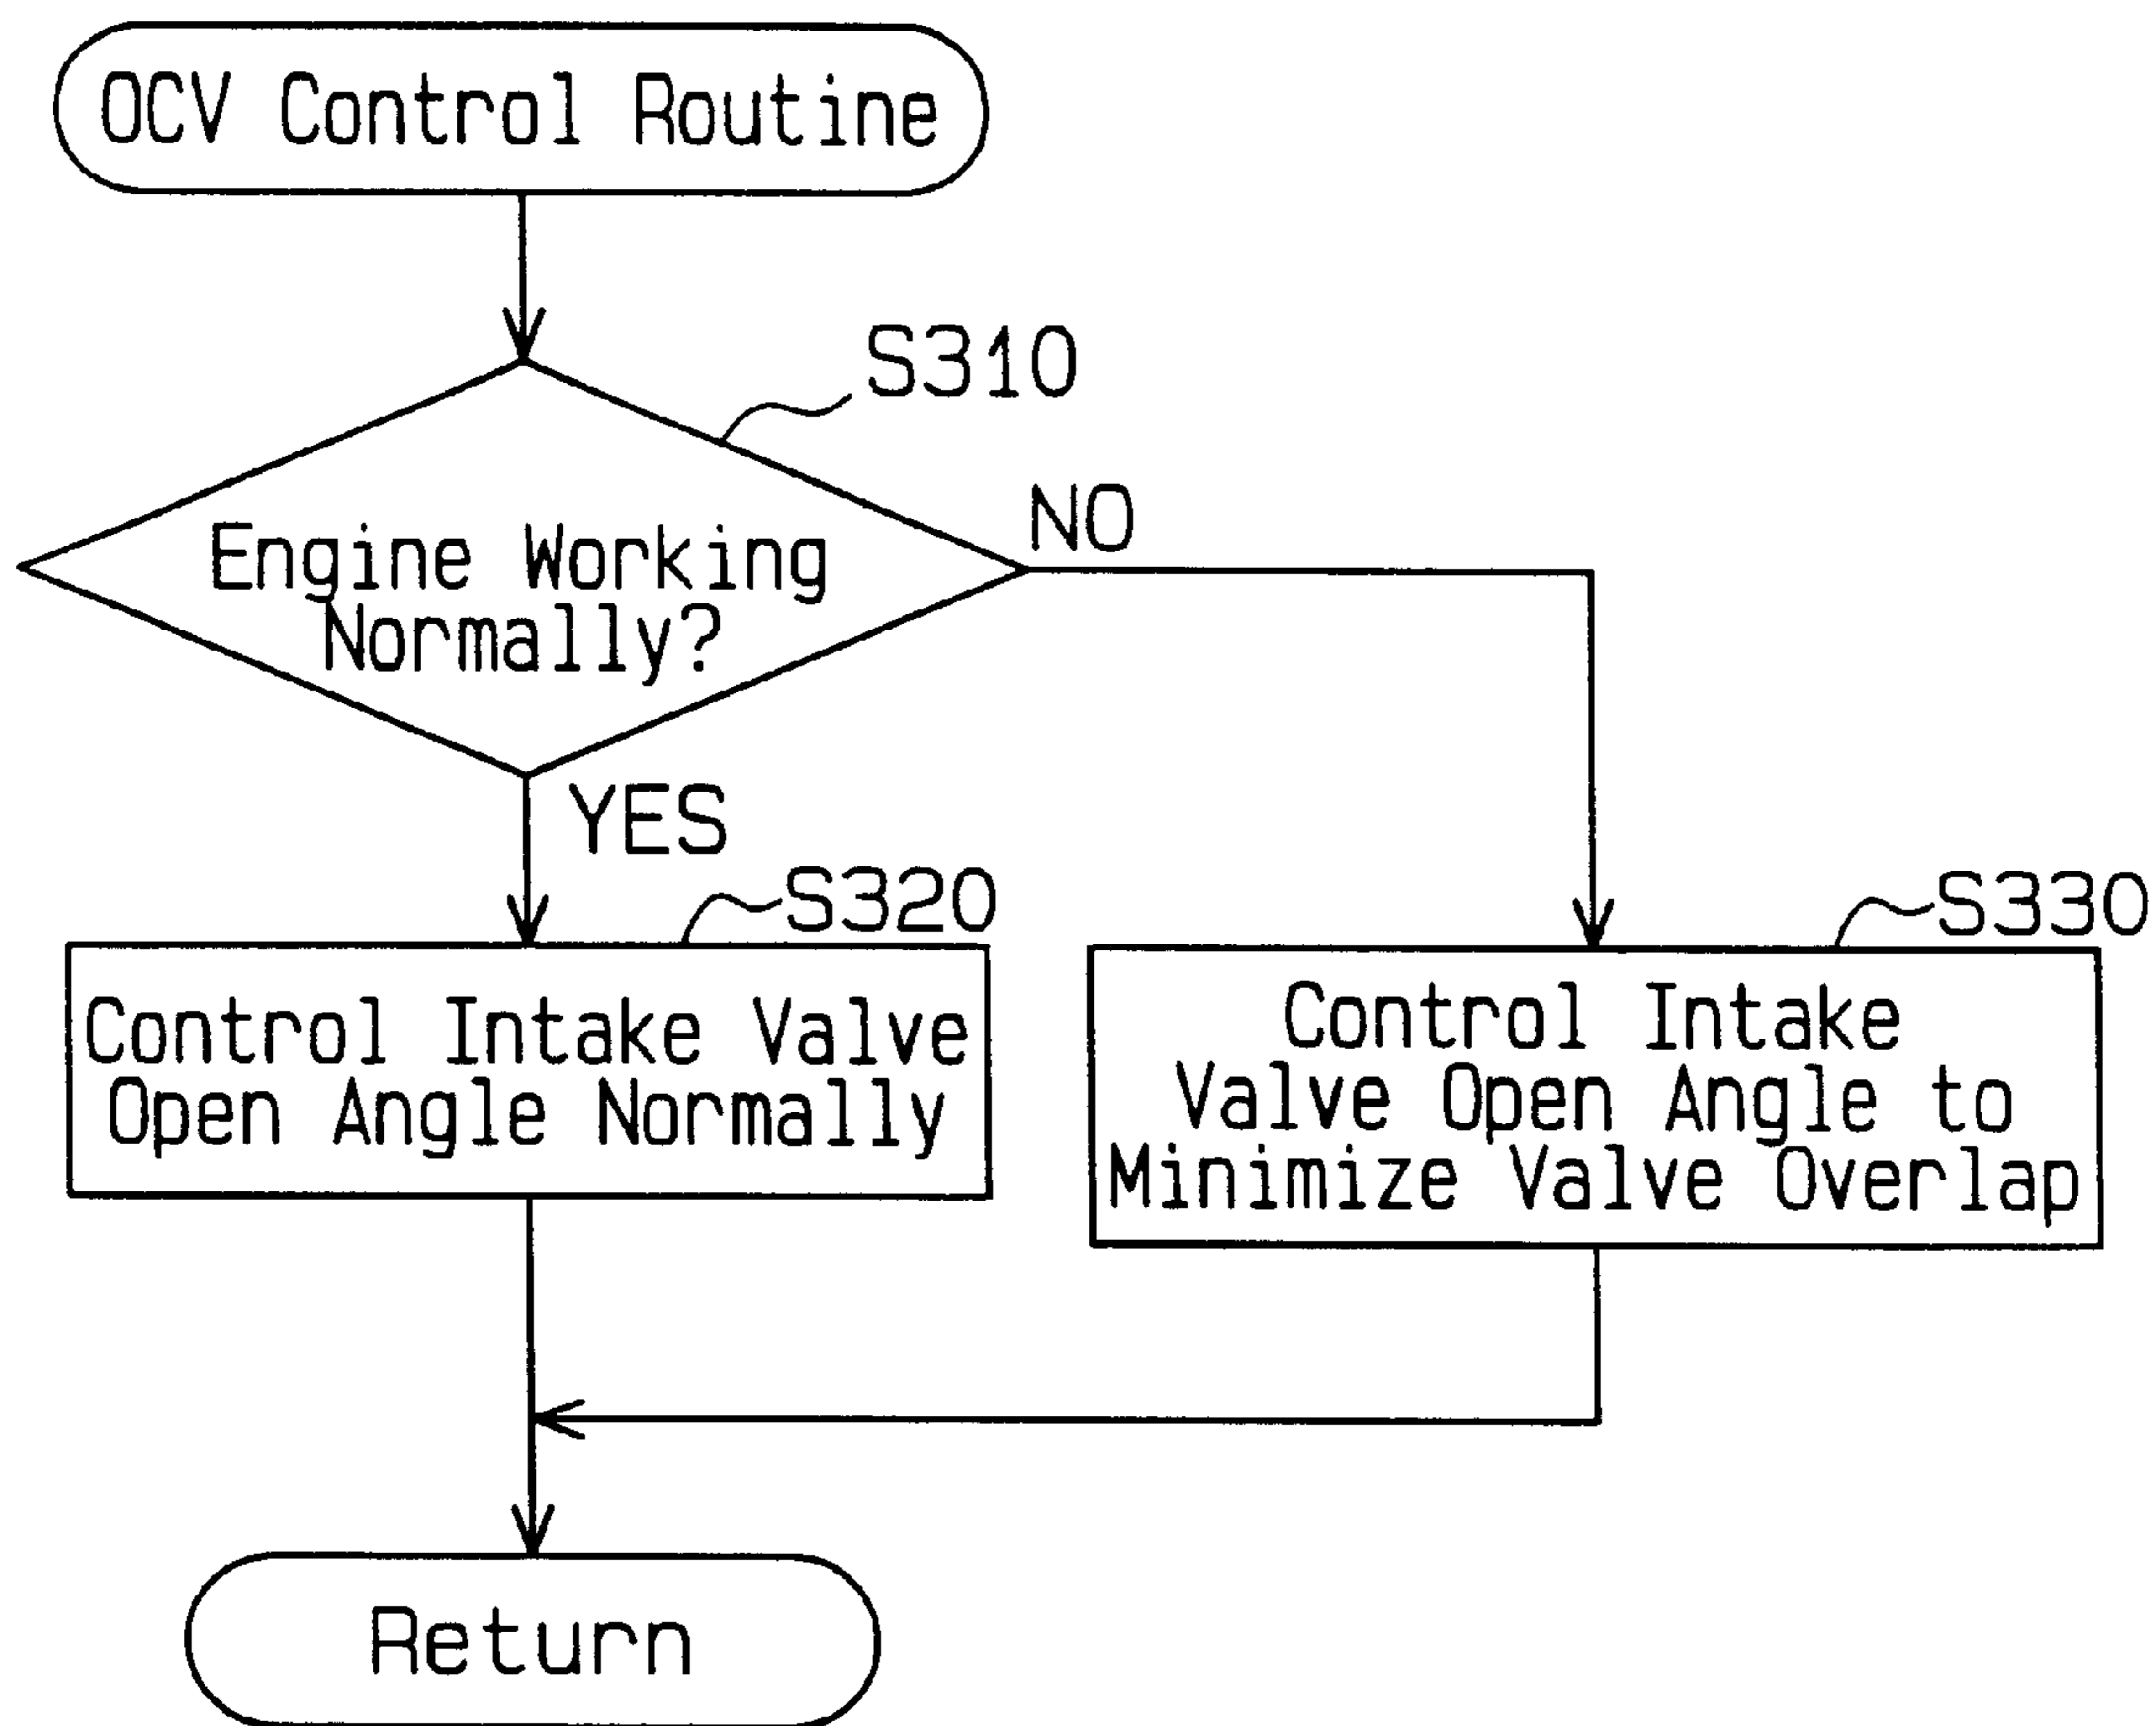 OCV Control Routine
S310
NO
Engine Working
Normally?
YES
S320
S330
Control Intake Valve
Open Angle Normally
Control Intake
Valve Open Angle to
Minimize Valve Overlap
Return